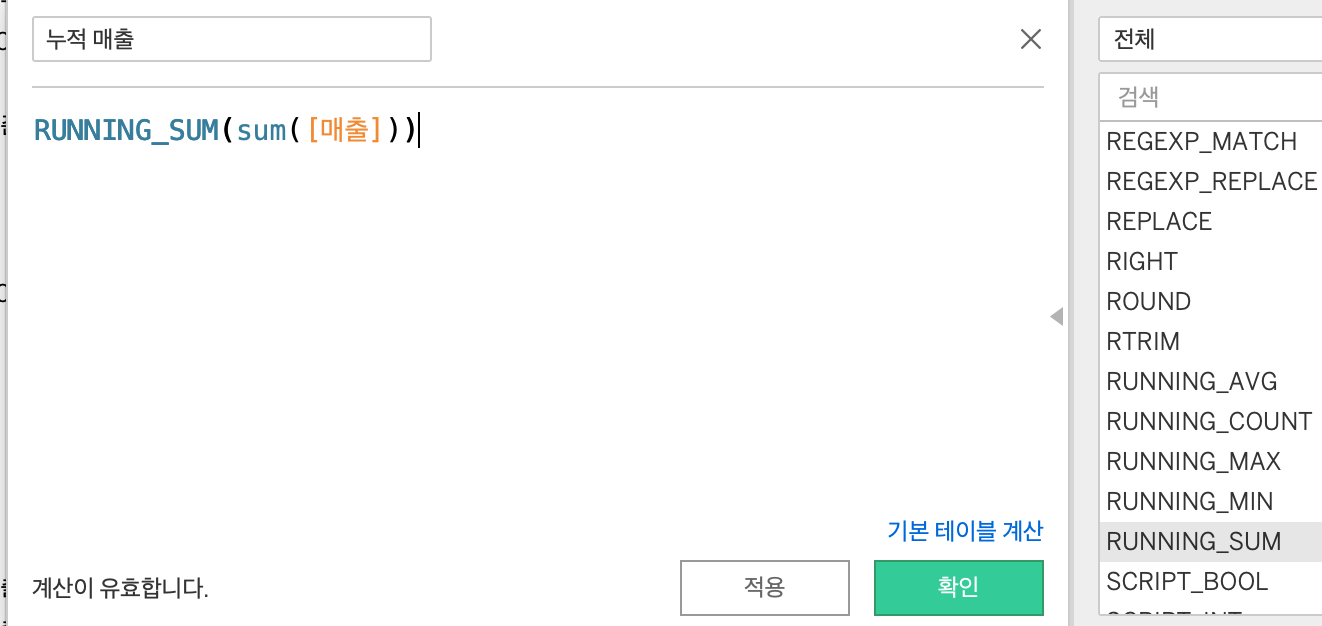 누적 매출
RUNNING_SUM(sum([매출]))
기본 테이블 계산
계산이 유효합니다.
적용
확인
전체
검색
REGEXP_MATCH
REGEXP_REPLACE
REPLACE
RIGHT
ROUND
RTRIM
RUNNING_AVG
RUNNING_COUNT
RUNNING_MAX
RUNNING_MIN
RUNNING_SUM
SCRIPT_BOOL